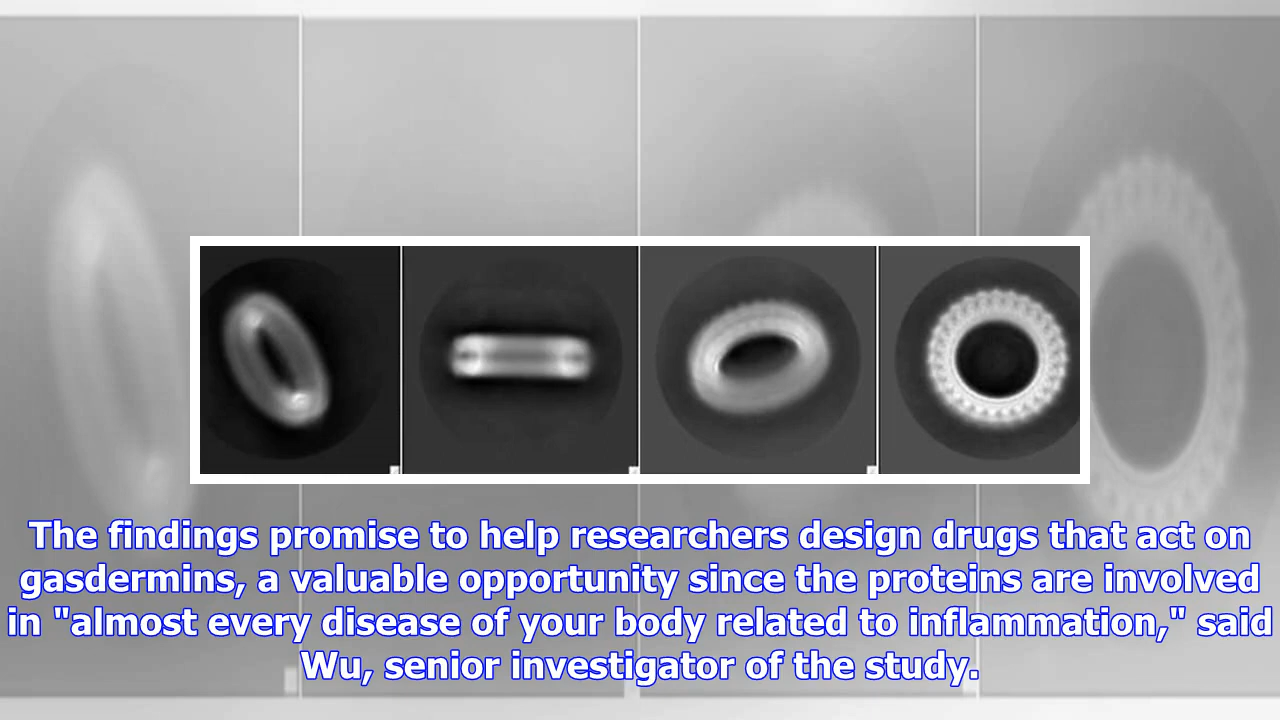 The findings promise to help researchers design drugs that act on
gasdermins, a valuable opportunity since the proteins are involved
in "almost every disease of your body related to inflammation," said
Wu, senior investigator of the study.